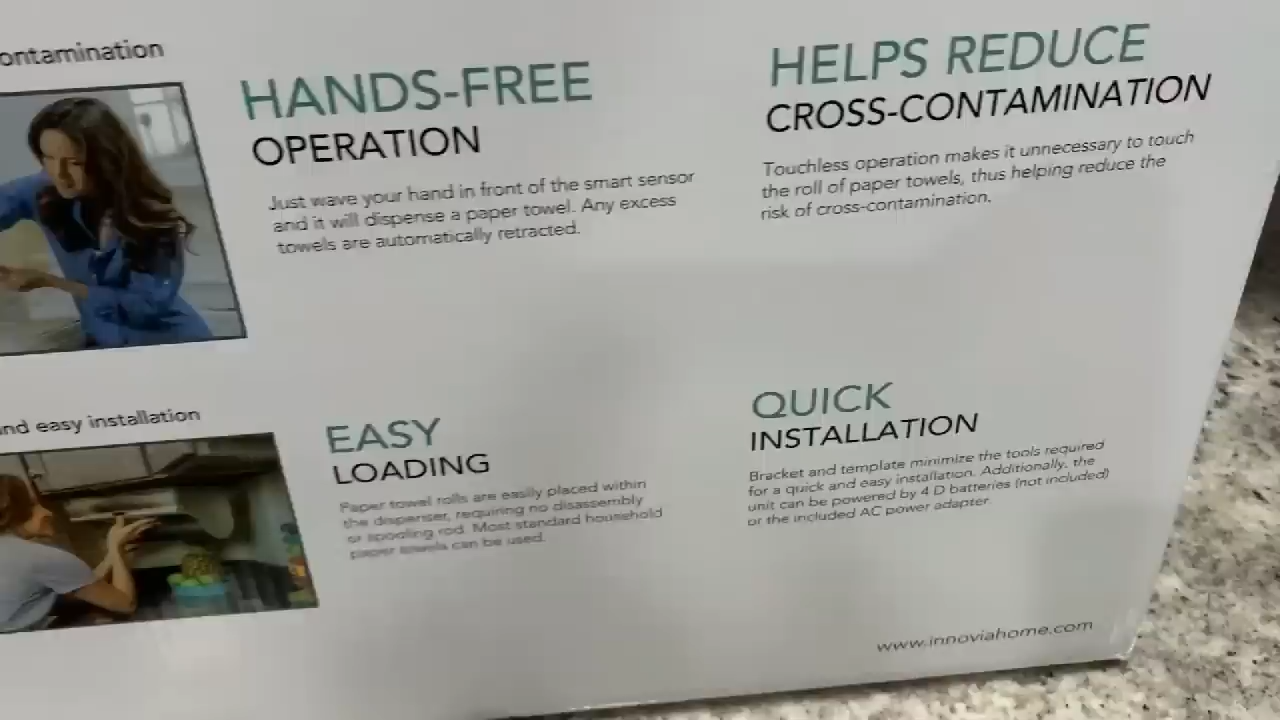 ontamination
HANDS-FREE
OPERATION
Just wave your hand in front of the smart sensor
and it will dispense a paper towel. Any excess
towels are automatically retracted.
HELPS REDUCE
CROSS-CONTAMINATION
Touchless operation makes it unnecessary to touch
the roll of paper towels, thus helping reduce the
risk of cross-contamination.
nd easy installation
EASY
LOADING
Paper towel rolls are easily placed within
the dispenser, requiring no disassembly
or spooling rod. Most standard household
paper towels can be used.
QUICK
INSTALLATION
Bracket and template minimize the tools required
for a quick and easy installation. Additionally, the
unit can be powered by 4 D batteries (not included)
or the included AC power adapter.
www.innoviahome.com